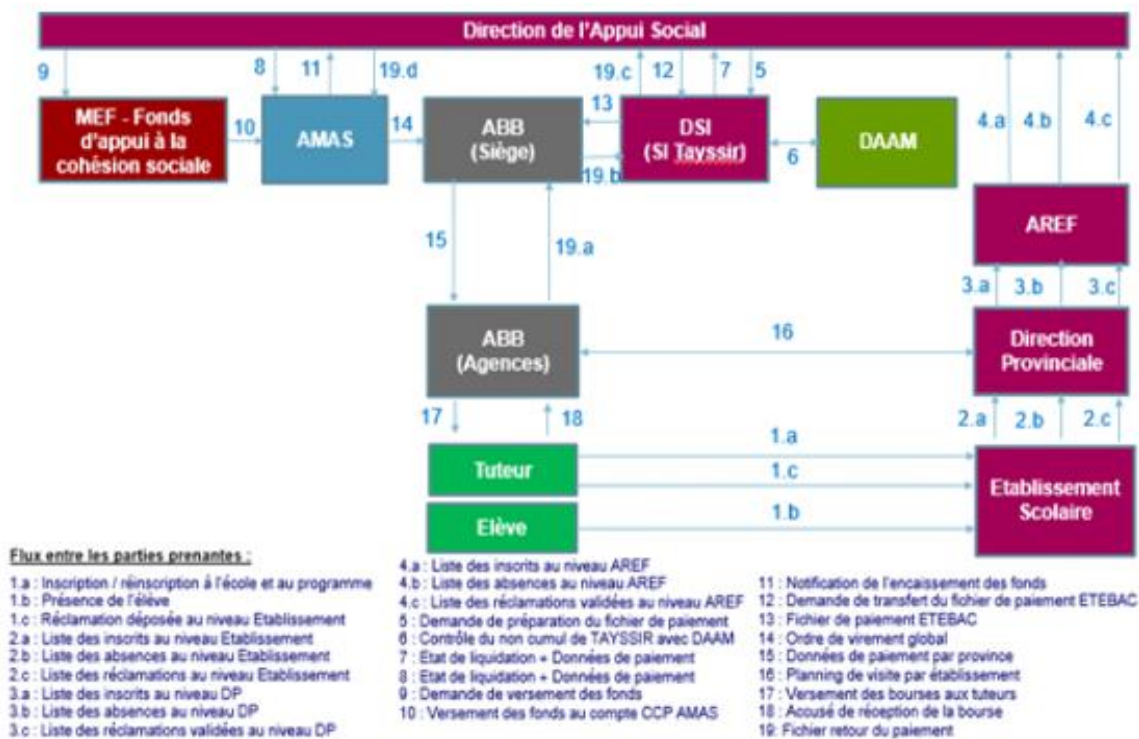 Direction de l'Appui Social
9
8
11
19.d
19.c
12
7
5
4.a
4.b
4.c
MEF - Fonds
d'appui à la
cohésion sociale
10
AMAS
14
ABB
(Siège)
13
19.b
DSI
(SI Tayssir)
6
DAAM
AREF
15
19.a
3.a
3.b
3.c
ABB
(Agences)
16
Direction
Provinciale
17
18
2.a
2.b
2.c
Tuteur
1.a
1.c
Elève
1.b
Etablissement
Scolaire
Flux entre les parties prenantes :
1.a : Inscription / réinscription à l'école et au programme
1.b : Présence de l'élève
1.c : Réclamation déposée au niveau Etablissement
2.a : Liste des inscrits au niveau Etablissement
2.b : Liste des absences au niveau Etablissement
2.c : Liste des réclamations au niveau Etablissement
3.a : Liste des inscrits au niveau DP
3.b : Liste des absences au niveau DP
3.c : Liste des réclamations validées au niveau DP
4.a : Liste des inscrits au niveau AREF
4.b : Liste des absences au niveau AREF
4.c : Liste des réclamations validées au niveau AREF
5 : Demande de préparation du fichier de paiement
6 : Contrôle du non cumul de TAYSSIR avec DAAM
7 : Etat de liquidation + Données de paiement
8 : Etat de liquidation + Données de paiement
9 : Demande de versement des fonds
10 : Versement des fonds au compte CCP AMAS
11 : Notification de l'encaissement des fonds
12 : Demande de transfert du fichier de paiement ETEBAC
13 : Fichier de paiement ETEBAC
14 : Ordre de virement global
15 : Données de paiement par province
16 : Planning de visite par établissement
17 : Versement des bourses aux tuteurs
18 : Accusé de réception de la bourse
19: Fichier retour du paiement